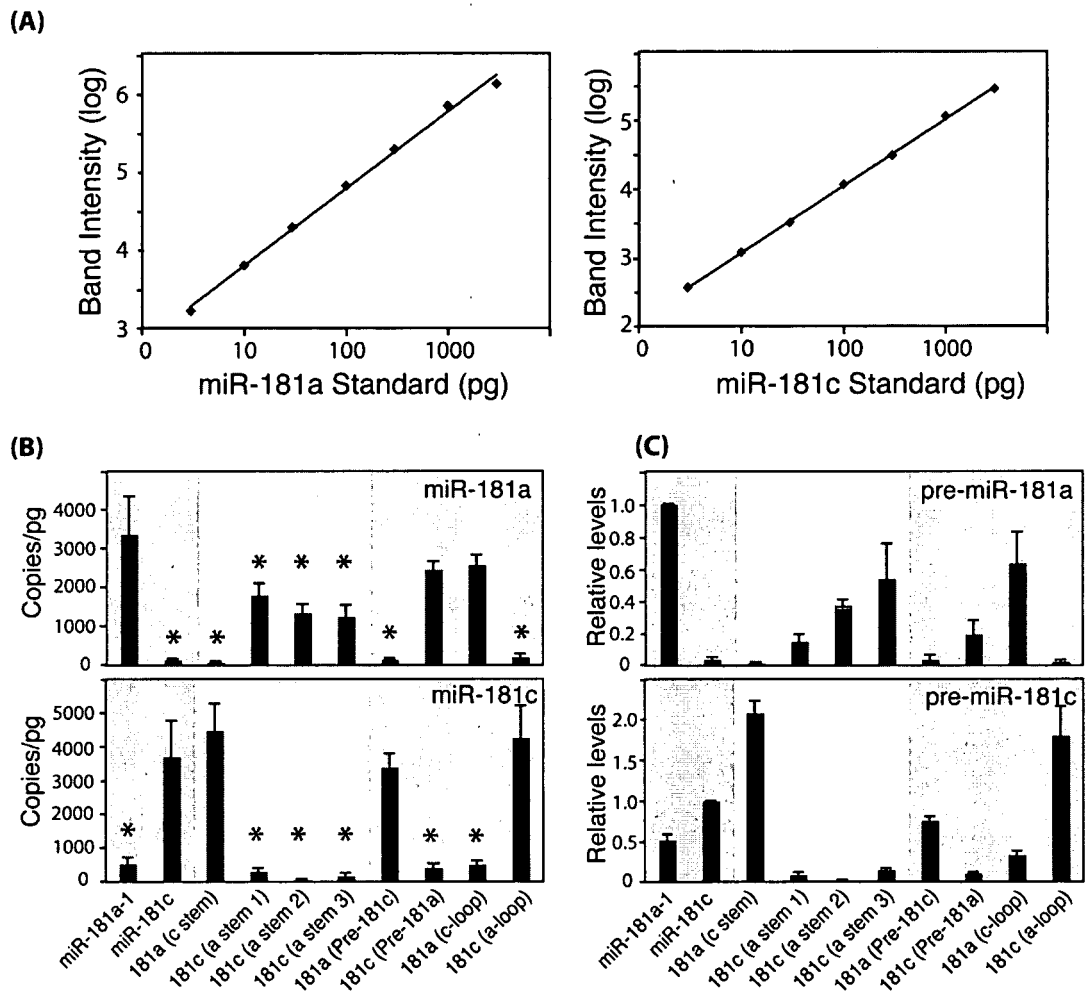 (A)
Band Intensity (log)
6
5
4
3
0
10
100
1000
miR-181a Standard (pg)
Band Intensity (log)
5
4
3
2
0
10
100
1000
miR-181c Standard (pg)
(B)
miR-181a
Copies/pg
4000
3000
2000
1000
0
* * * * * * *
miR-181c
Copies/pg
5000
4000
3000
2000
1000
0
* * * * * *
miR-181a-1
miR-181c
181a (c stem)
181c (a stem 1)
181c (a stem 2)
181c (a stem 3)
181a (Pre-181c)
181c (Pre-181a)
181a (c-loop)
181c (a-loop)
(C)
pre-miR-181a
Relative levels
1.0
0.8
0.6
0.4
0.2
0
pre-miR-181c
Relative levels
2.0
1.5
1.0
0.5
0
miR-181a-1
miR-181c
181a (c stem)
181c (a stem 1)
181c (a stem 2)
181c (a stem 3)
181a (Pre-181c)
181c (Pre-181a)
181a (c-loop)
181c (a-loop)